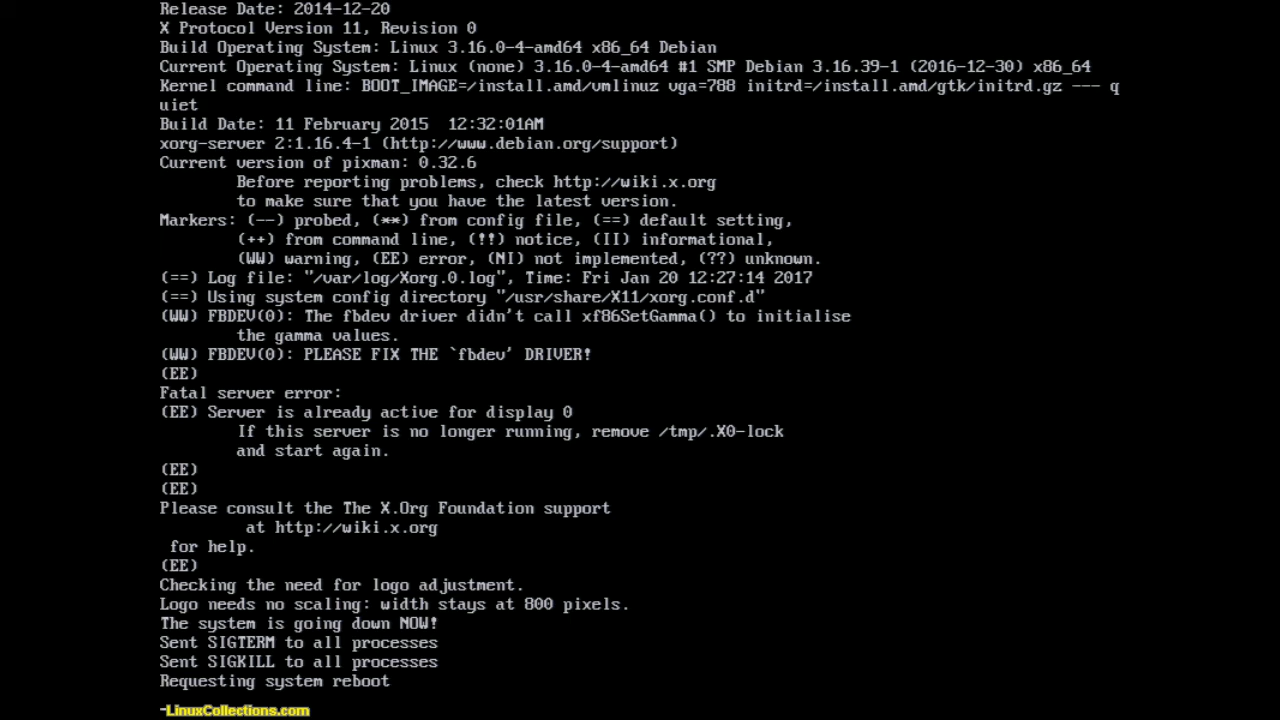 Release Date: 2014-12-20
X Protocol Version 11, Revision 0
Build Operating System: Linux 3.16.0-4-amd64 x86_64 Debian
Current Operating System: Linux (none) 3.16.0-4-amd64 #1 SMP Debian 3.16.39-1 (2016-12-30) x86_64
Kernel command line: BOOT_IMAGE=/install.amd/vmlinuz vga=788 initrd=/install.amd/gtk/initrd.gz --- q
uiet
Build Date: 11 February 2015  12:32:01AM
xorg-server 2:1.16.4-1 (http://www.debian.org/support)
Current version of pixman: 0.32.6
        Before reporting problems, check http://wiki.x.org
        to make sure that you have the latest version.
Markers: (--) probed, (**) from config file, (==) default setting,
        (++) from command line, (!!) notice, (II) informational,
        (WW) warning, (EE) error, (NI) not implemented, (??) unknown.
(==) Log file: "/var/log/Xorg.0.log", Time: Fri Jan 20 12:27:14 2017
(==) Using system config directory "/usr/share/X11/xorg.conf.d"
(WW) FBDEV(0): The fbdev driver didn't call xf86SetGamma() to initialise
        the gamma values.
(WW) FBDEV(0): PLEASE FIX THE `fbdev' DRIVER!
(EE)
Fatal server error:
(EE) Server is already active for display 0
        If this server is no longer running, remove /tmp/.X0-lock
        and start again.
(EE)
(EE)
Please consult the The X.Org Foundation support
         at http://wiki.x.org
 for help.
(EE)
Checking the need for logo adjustment.
Logo needs no scaling: width stays at 800 pixels.
The system is going down NOW!
Sent SIGTERM to all processes
Sent SIGKILL to all processes
Requesting system reboot
LinuxCollections.com